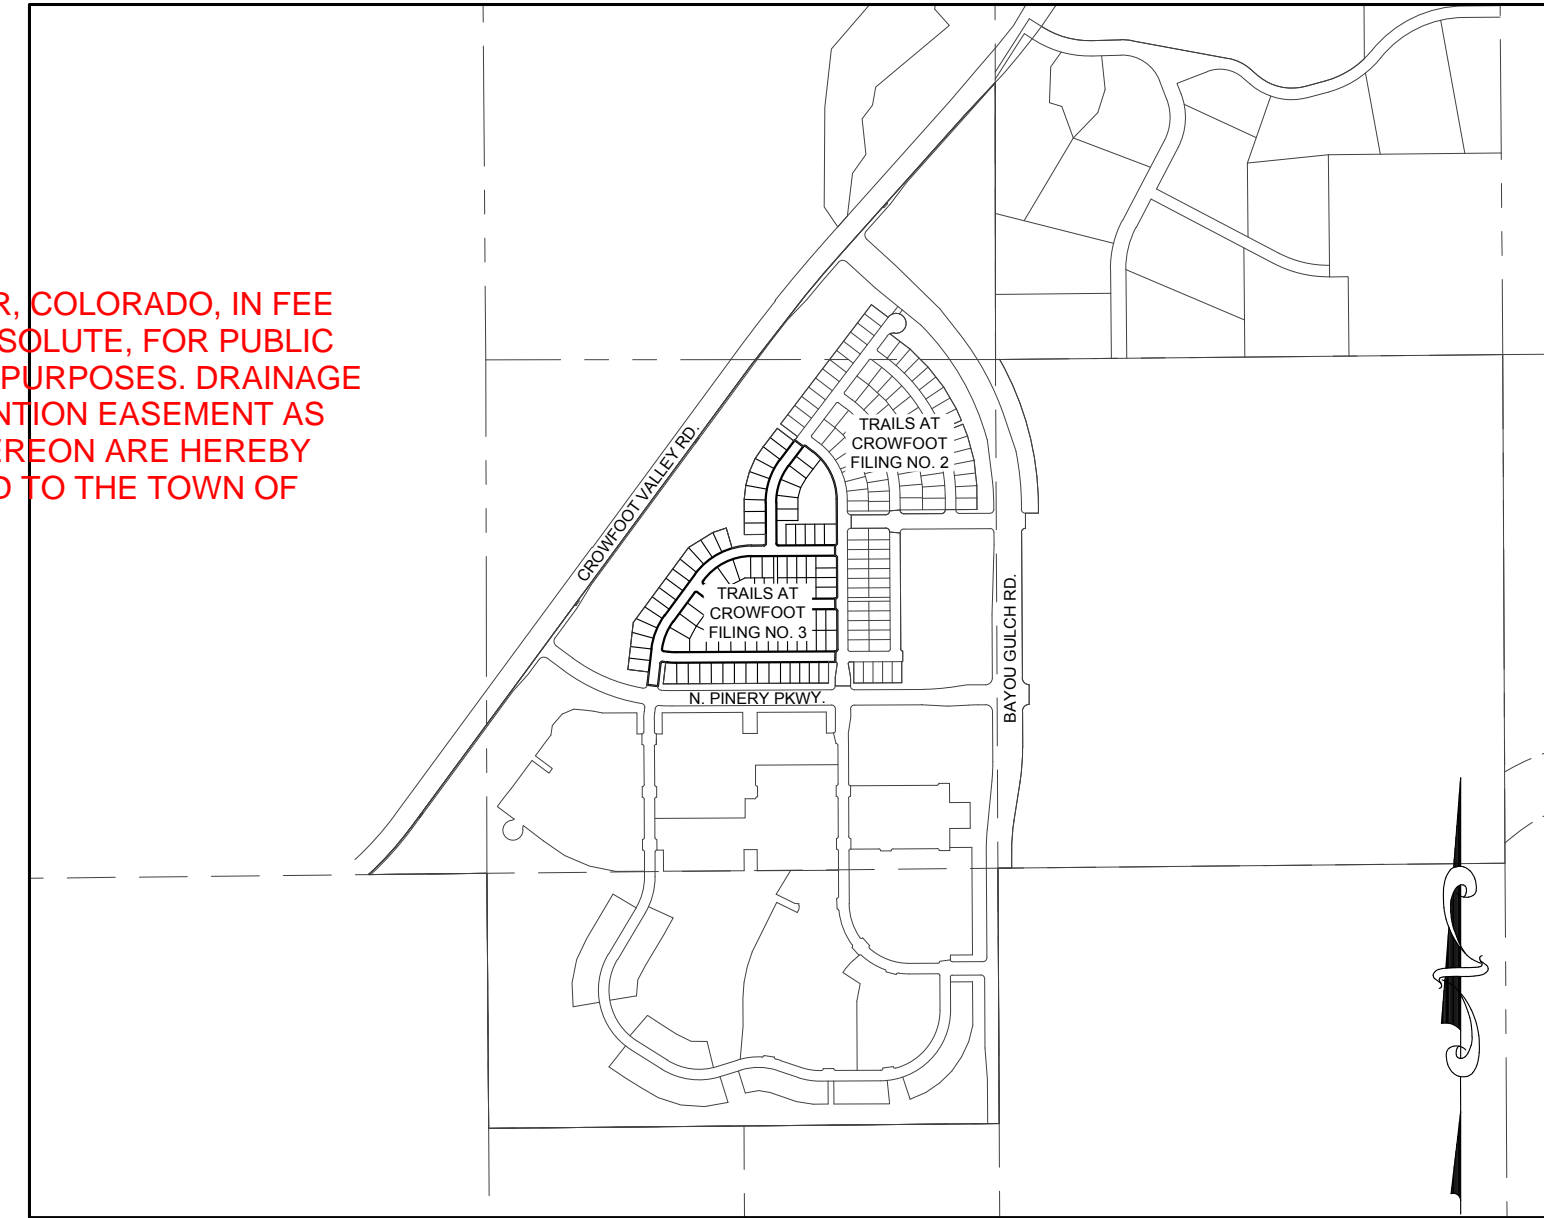 R, COLORADO, IN FEE
SOLUTE, FOR PUBLIC
PURPOSES. DRAINAGE
NTION EASEMENT AS
EREON ARE HEREBY
D TO THE TOWN OF
CROWFOOT VALLEY RD.
TRAILS AT
CROWFOOT
FILING NO. 2
TRAILS AT
CROWFOOT
FILING NO. 3
BAYOU GULCH RD.
N. PINERY PKWY.